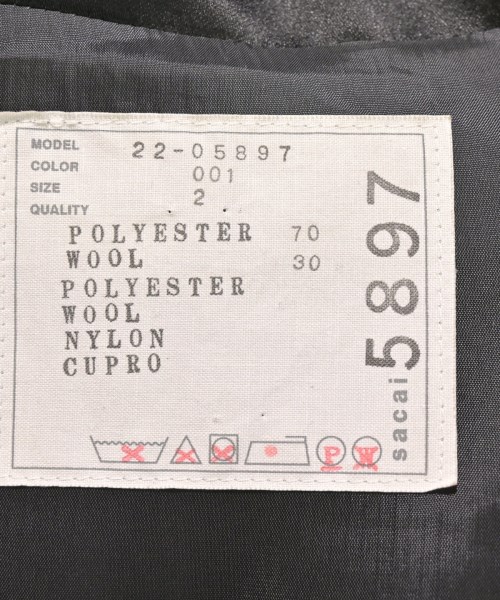 MODEL 22-05897
COLOR 001
SIZE 2
QUALITY
POLYESTER 70
WOOL 30
POLYESTER
WOOL
NYLON
CUPRO
P W
sacai 5897